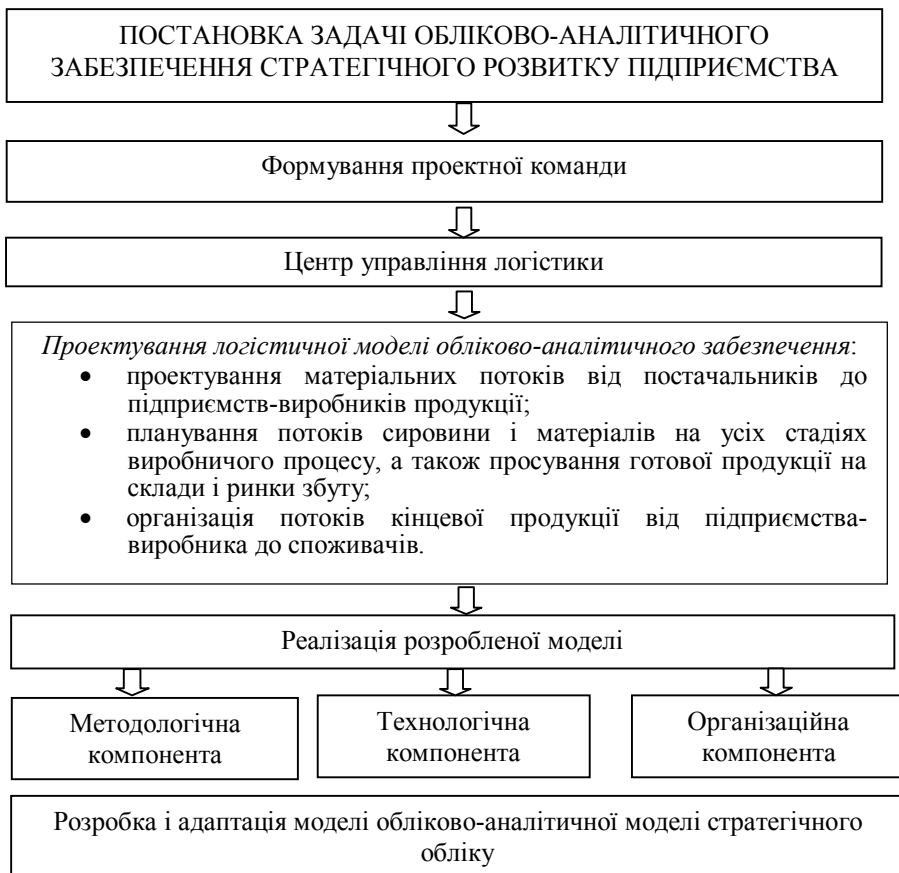 ПОСТАНОВКА ЗАДАЧІ ОБЛІКОВО-АНАЛІТИЧНОГО
ЗАБЕЗПЕЧЕННЯ СТРАТЕГІЧНОГО РОЗВИТКУ ПІДПРИЄМСТВА
Формування проектної команди
Центр управління логістики
Проектування логістичної моделі обліково-аналітичного забезпечення:
• проектування матеріальних потоків від постачальників до
підприємств-виробників продукції;
• планування потоків сировини і матеріалів на усіх стадіях
виробничого процесу, а також просування готової продукції на
склади і ринки збуту;
• організація потоків кінцевої продукції від підприємства-
виробника до споживачів.
Реалізація розробленої моделі
Методологічна
компонента
Технологічна
компонента
Організаційна
компонента
Розробка і адаптація моделі обліково-аналітичної моделі стратегічного
обліку